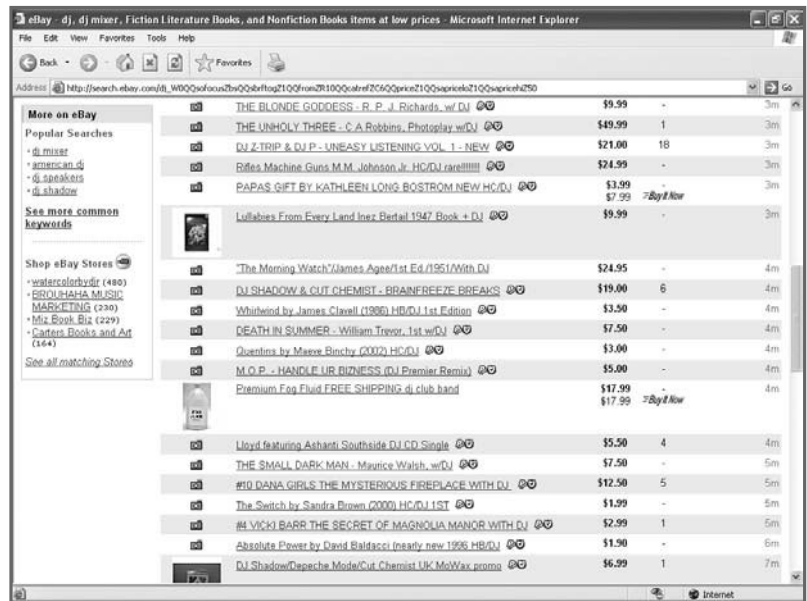 eBay - dj, dj mixer, Fiction Literature Books, and Nonfiction Books items at low prices - Microsoft Internet Explorer
File Edit View Favorites Tools Help
Back Favorites
Address http://search.ebay.com/dj_W0QQsofocusZbsQQsbrftogZ1QQfromZR10QQcatrefZC6QQpriceZ1QQsapriceloZ1QQsapricehiZ50 Go
More on eBay
Popular Searches
dj mixer
american dj
dj speakers
dj shadow
See more common
keywords
Shop eBay Stores
watercolorbydjr (480)
BROUHAHA MUSIC
MARKETING (230)
Miz Book Biz (229)
Carters Books and Art
(164)
See all matching Stores
THE BLONDE GODDESS - R. P. J. Richards, w/ DJ $9.99 - 3m
THE UNHOLY THREE - C A Robbins, Photoplay w/DJ $49.99 1 3m
DJ Z-TRIP & DJ P - UNEASY LISTENING VOL. 1 - NEW $21.00 18 3m
Rifles Machine Guns M.M. Johnson Jr. HC/DJ rare!!!!!!! $24.99 - 3m
PAPAS GIFT BY KATHLEEN LONG BOSTROM NEW HC/DJ $3.99 - 3m
$7.99 Buy It Now
Lullabies From Every Land Inez Bertail 1947 Book + DJ $9.99 - 3m
"The Morning Watch"/James Agee/1st Ed./1951/With DJ $24.95 - 4m
DJ SHADOW & CUT CHEMIST - BRAINFREEZE BREAKS $19.00 6 4m
Whirlwind by James Clavell (1986) HB/DJ 1st Edition $3.50 - 4m
DEATH IN SUMMER - William Trevor, 1st w/DJ $7.50 - 4m
Quentins by Maeve Binchy (2002) HC/DJ $3.00 - 4m
M.O.P. - HANDLE UR BIZNESS (DJ Premier Remix) $5.00 - 4m
Premium Fog Fluid FREE SHIPPING dj club band $17.99 - 4m
$17.99 Buy It Now
Lloyd featuring Ashanti Southside DJ CD Single $5.50 4 4m
THE SMALL DARK MAN - Maurice Walsh, w/DJ $7.50 - 5m
#10 DANA GIRLS THE MYSTERIOUS FIREPLACE WITH DJ $12.50 5 5m
The Switch by Sandra Brown (2000) HC/DJ 1ST $1.99 - 5m
#4 VICKI BARR THE SECRET OF MAGNOLIA MANOR WITH DJ $2.99 1 5m
Absolute Power by David Baldacci (nearly new 1996 HB/DJ $1.90 - 6m
DJ Shadow/Depeche Mode/Cut Chemist UK MoWax promo $6.99 1 7m
Internet